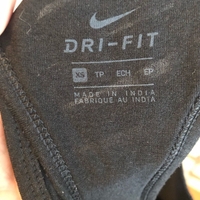 DRI-FIT
XS TP ECH EP
MADE IN INDIA
FABRIQUÉ AU INDIA